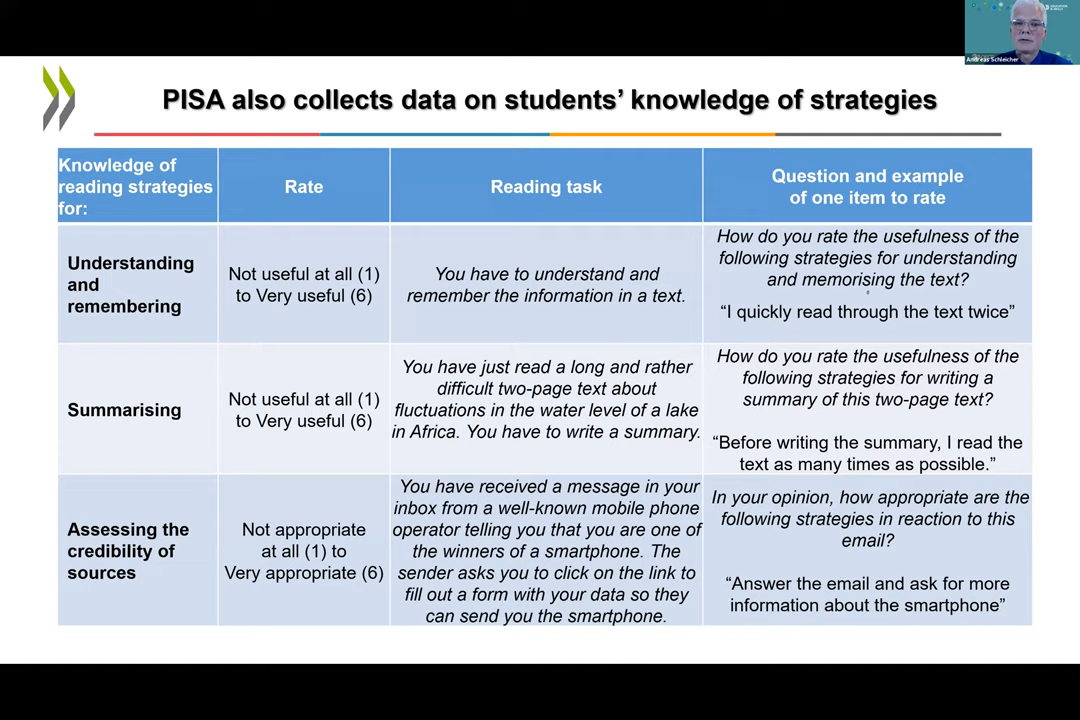 Andreas Schleicher
PISA also collects data on students’ knowledge of strategies
Knowledge of
reading strategies
for:
Rate
Reading task
Question and example
of one item to rate
Understanding
and
remembering
Not useful at all (1)
to Very useful (6)
You have to understand and
remember the information in a text.
How do you rate the usefulness of the
following strategies for understanding
and memorising the text?
“I quickly read through the text twice”
Summarising
Not useful at all (1)
to Very useful (6)
You have just read a long and rather
difficult two-page text about
fluctuations in the water level of a lake
in Africa. You have to write a summary.
How do you rate the usefulness of the
following strategies for writing a
summary of this two-page text?
“Before writing the summary, I read the
text as many times as possible.”
Assessing the
credibility of
sources
Not appropriate
at all (1) to
Very appropriate (6)
You have received a message in your
inbox from a well-known mobile phone
operator telling you that you are one of
the winners of a smartphone. The
sender asks you to click on the link to
fill out a form with your data so they
can send you the smartphone.
In your opinion, how appropriate are the
following strategies in reaction to this
email?
“Answer the email and ask for more
information about the smartphone”